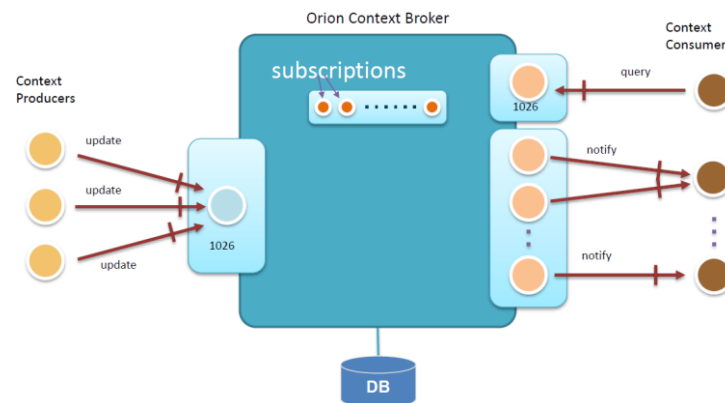 Orion Context Broker
Context
Consumer
subscriptions
query
1026
Context
Producers
update
notify
update
1026
update
notify
DB